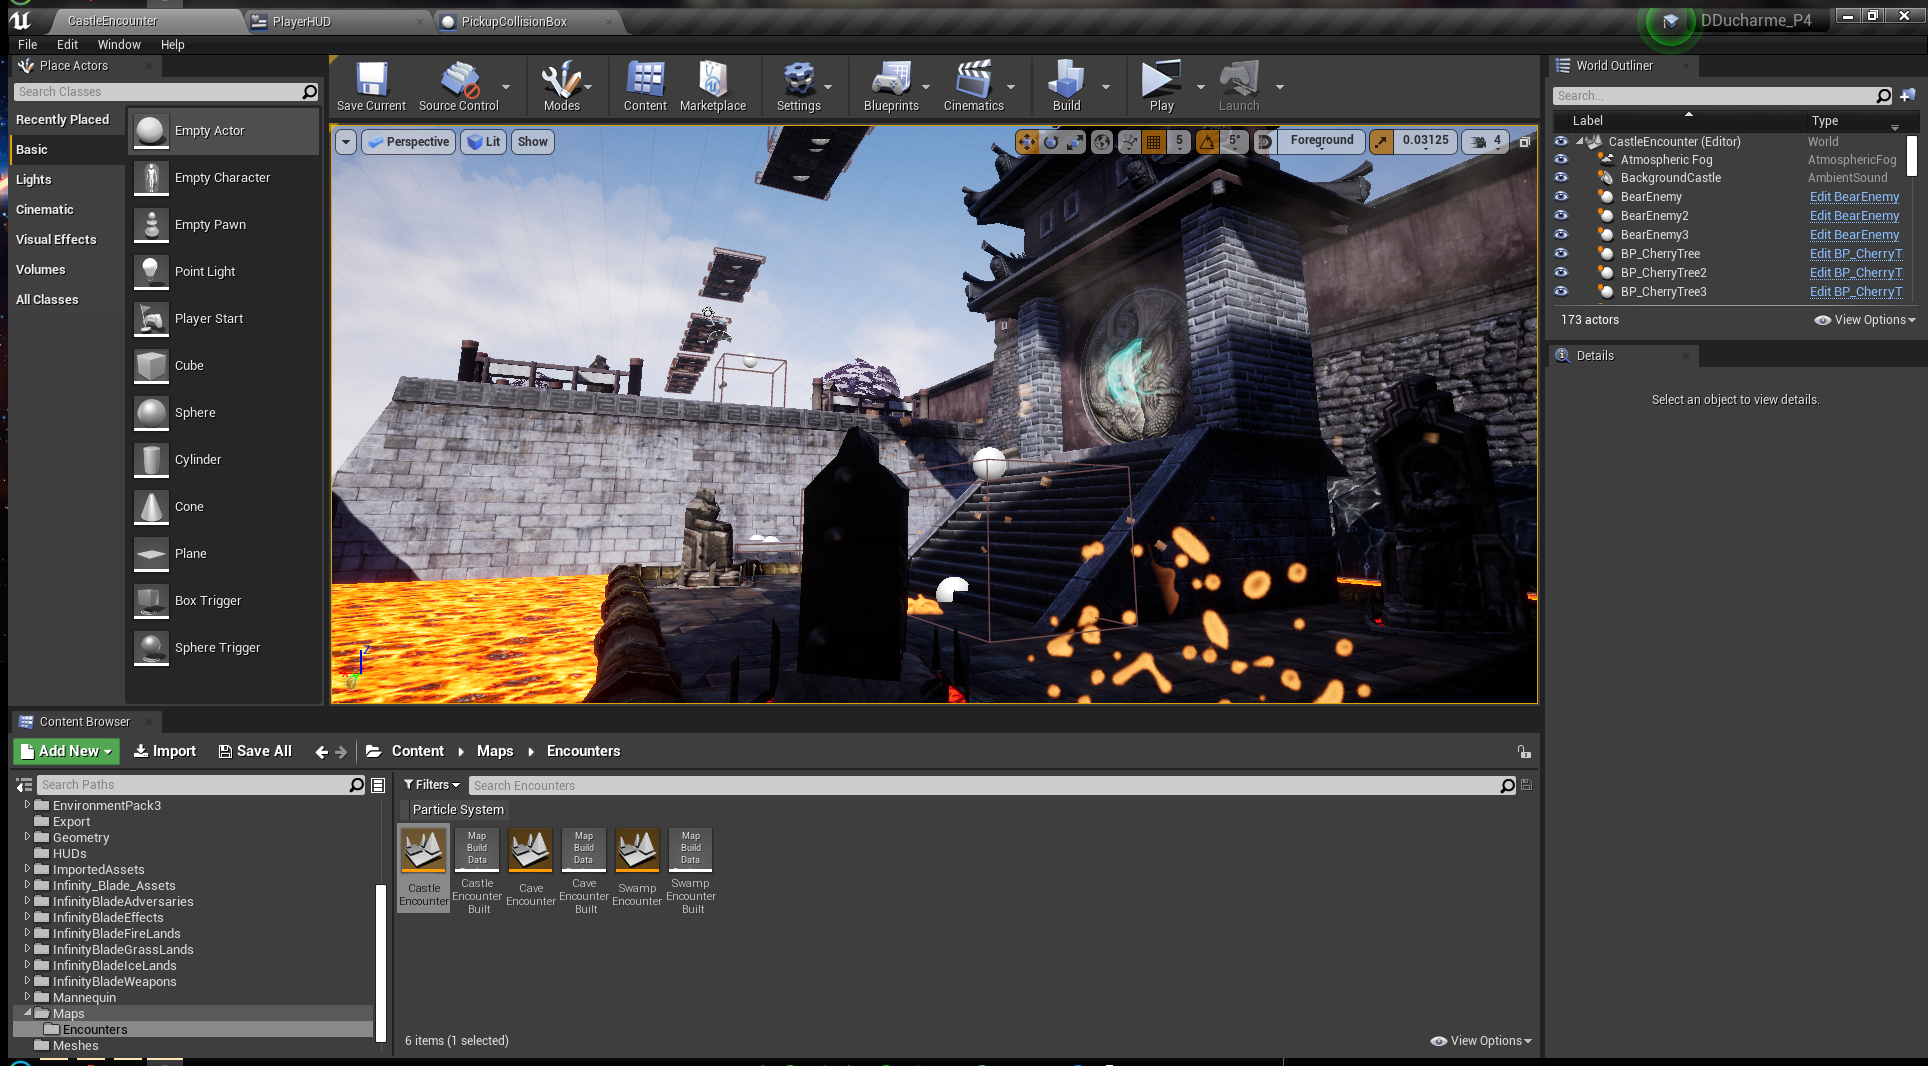 CastleEncounter
PlayerHUD
PickupCollisionBox
DDucharme_P4
File Edit Window Help
Place Actors
Search Classes
Recently Placed
Basic
Lights
Cinematic
Visual Effects
Volumes
All Classes
Empty Actor
Empty Character
Empty Pawn
Point Light
Player Start
Cube
Sphere
Cylinder
Cone
Plane
Box Trigger
Sphere Trigger
Save Current
Source Control
Modes
Content
Marketplace
Settings
Blueprints
Cinematics
Build
Play
Launch
Perspective Lit Show
5 5° Foreground 0.03125 4
Z
World Outliner
Search...
Label Type
CastleEncounter (Editor) World
Atmospheric Fog AtmosphericFog
BackgroundCastle AmbientSound
BearEnemy Edit BearEnemy
BearEnemy2 Edit BearEnemy
BearEnemy3 Edit BearEnemy
BP_CherryTree Edit BP_CherryT
BP_CherryTree2 Edit BP_CherryT
BP_CherryTree3 Edit BP_CherryT
173 actors View Options
Details
Select an object to view details.
Content Browser
Add New Import Save All Content Maps Encounters
Search Paths
EnvironmentPack3
Export
Geometry
HUDs
ImportedAssets
Infinity_Blade_Assets
InfinityBladeAdversaries
InfinityBladeEffects
InfinityBladeFireLands
InfinityBladeGrassLands
InfinityBladeIceLands
InfinityBladeWeapons
Mannequin
Maps
Encounters
Meshes
Filters Search Encounters
Particle System
Castle
Encounter
Map
Build
Data
Castle
Encounter
Built
Cave
Encounter
Map
Build
Data
Cave
Encounter
Built
Swamp
Encounter
Map
Build
Data
Swamp
Encounter
Built
6 items (1 selected) View Options